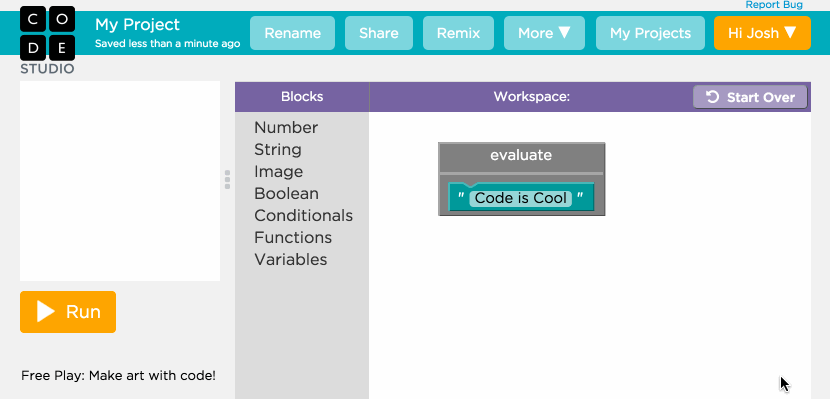 Report Bug
C O
D E
STUDIO
My Project
Saved less than a minute ago
Rename
Share
Remix
More ▼
My Projects
Hi Josh ▼
Blocks
Workspace:
Start Over
Number
String
Image
Boolean
Conditionals
Functions
Variables
evaluate
" Code is Cool "
Run
Free Play: Make art with code!